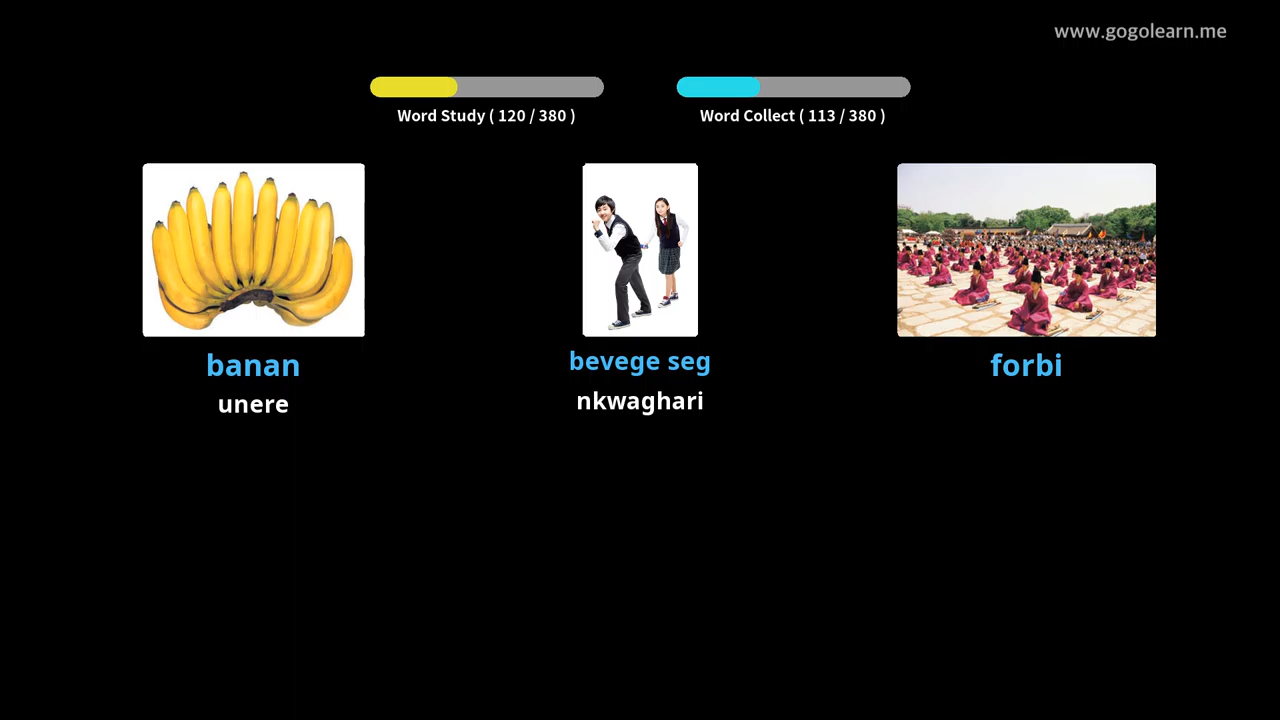 www.gogolearn.me
Word Study ( 120 / 380 )
Word Collect ( 113 / 380 )
banan
bevege seg
forbi
unere
nkwaghari